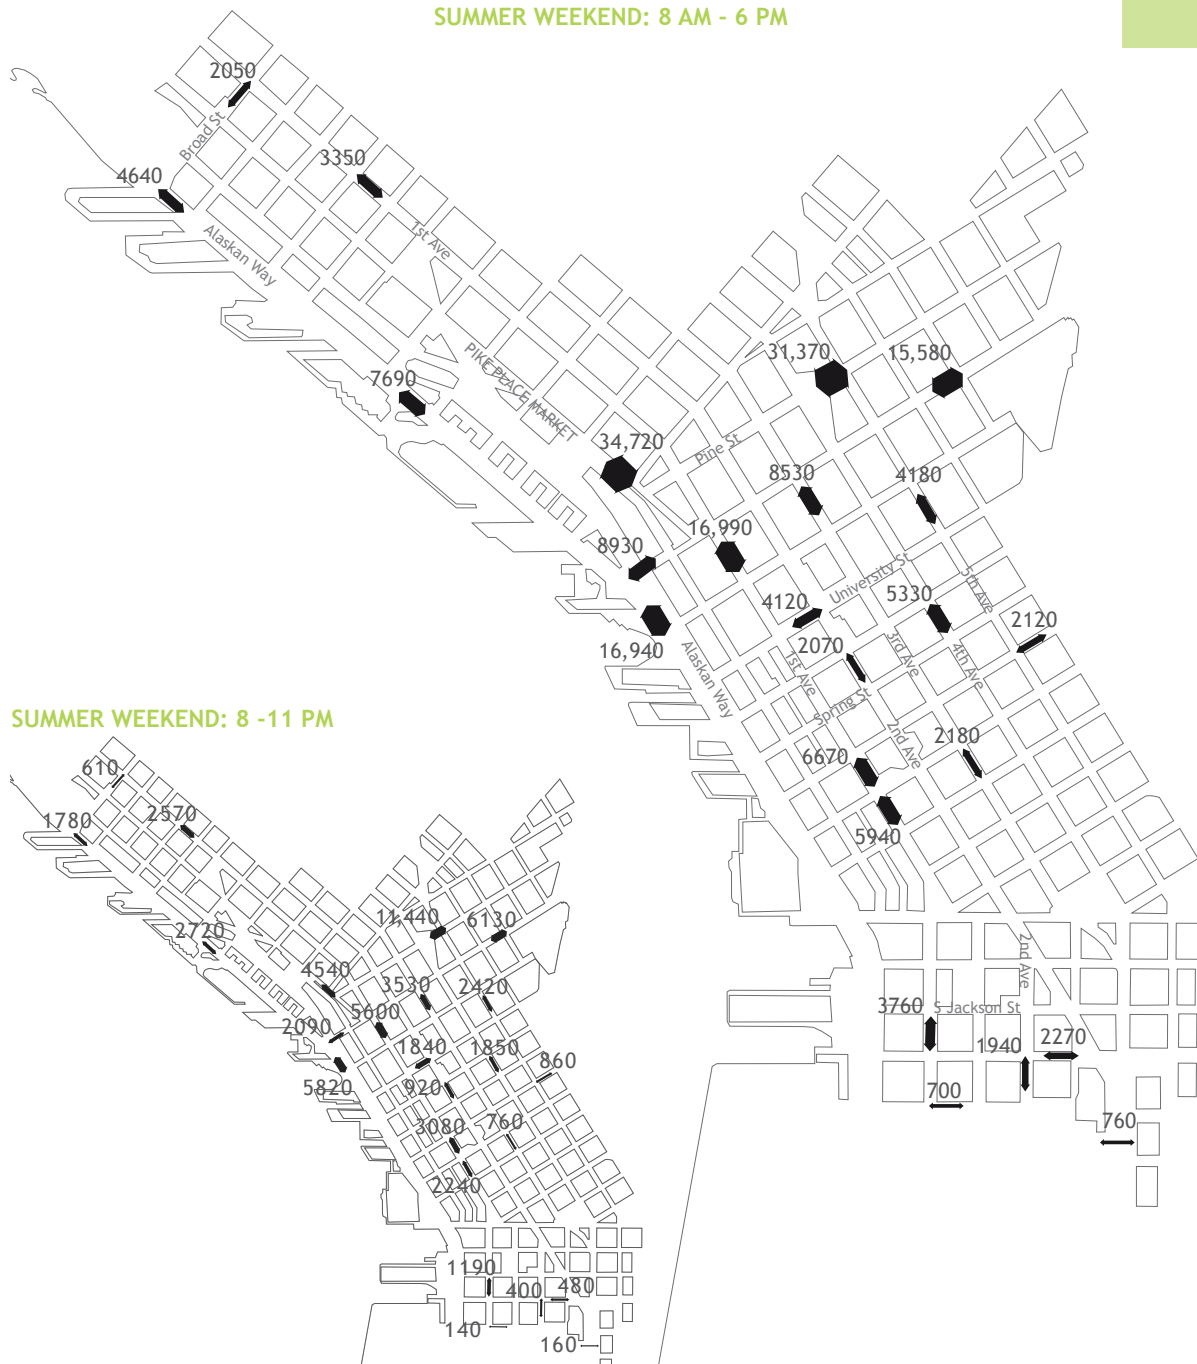 SUMMER WEEKEND: 8 AM - 6 PM
2050
Broad St
3350
4640
1st Ave
Alaskan Way
31,370
15,580
PIKE PLACE MARKET
7690
34,720
Pine St
8530
4180
16,990
8930
University St
5th Ave
4120
5330
2120
16,940
2070
3rd Ave
4th Ave
Alaskan Way
1st Ave
Spring St
2nd Ave
2180
6670
5940
2nd Ave
3760
S Jackson St
1940
2270
700
760
SUMMER WEEKEND: 8 -11 PM
610
1780
2570
11,440
6130
2720
4540
3530
2420
5600
2090
1840
1850
860
5820
920
3080
760
2240
1190
400
480
140
160